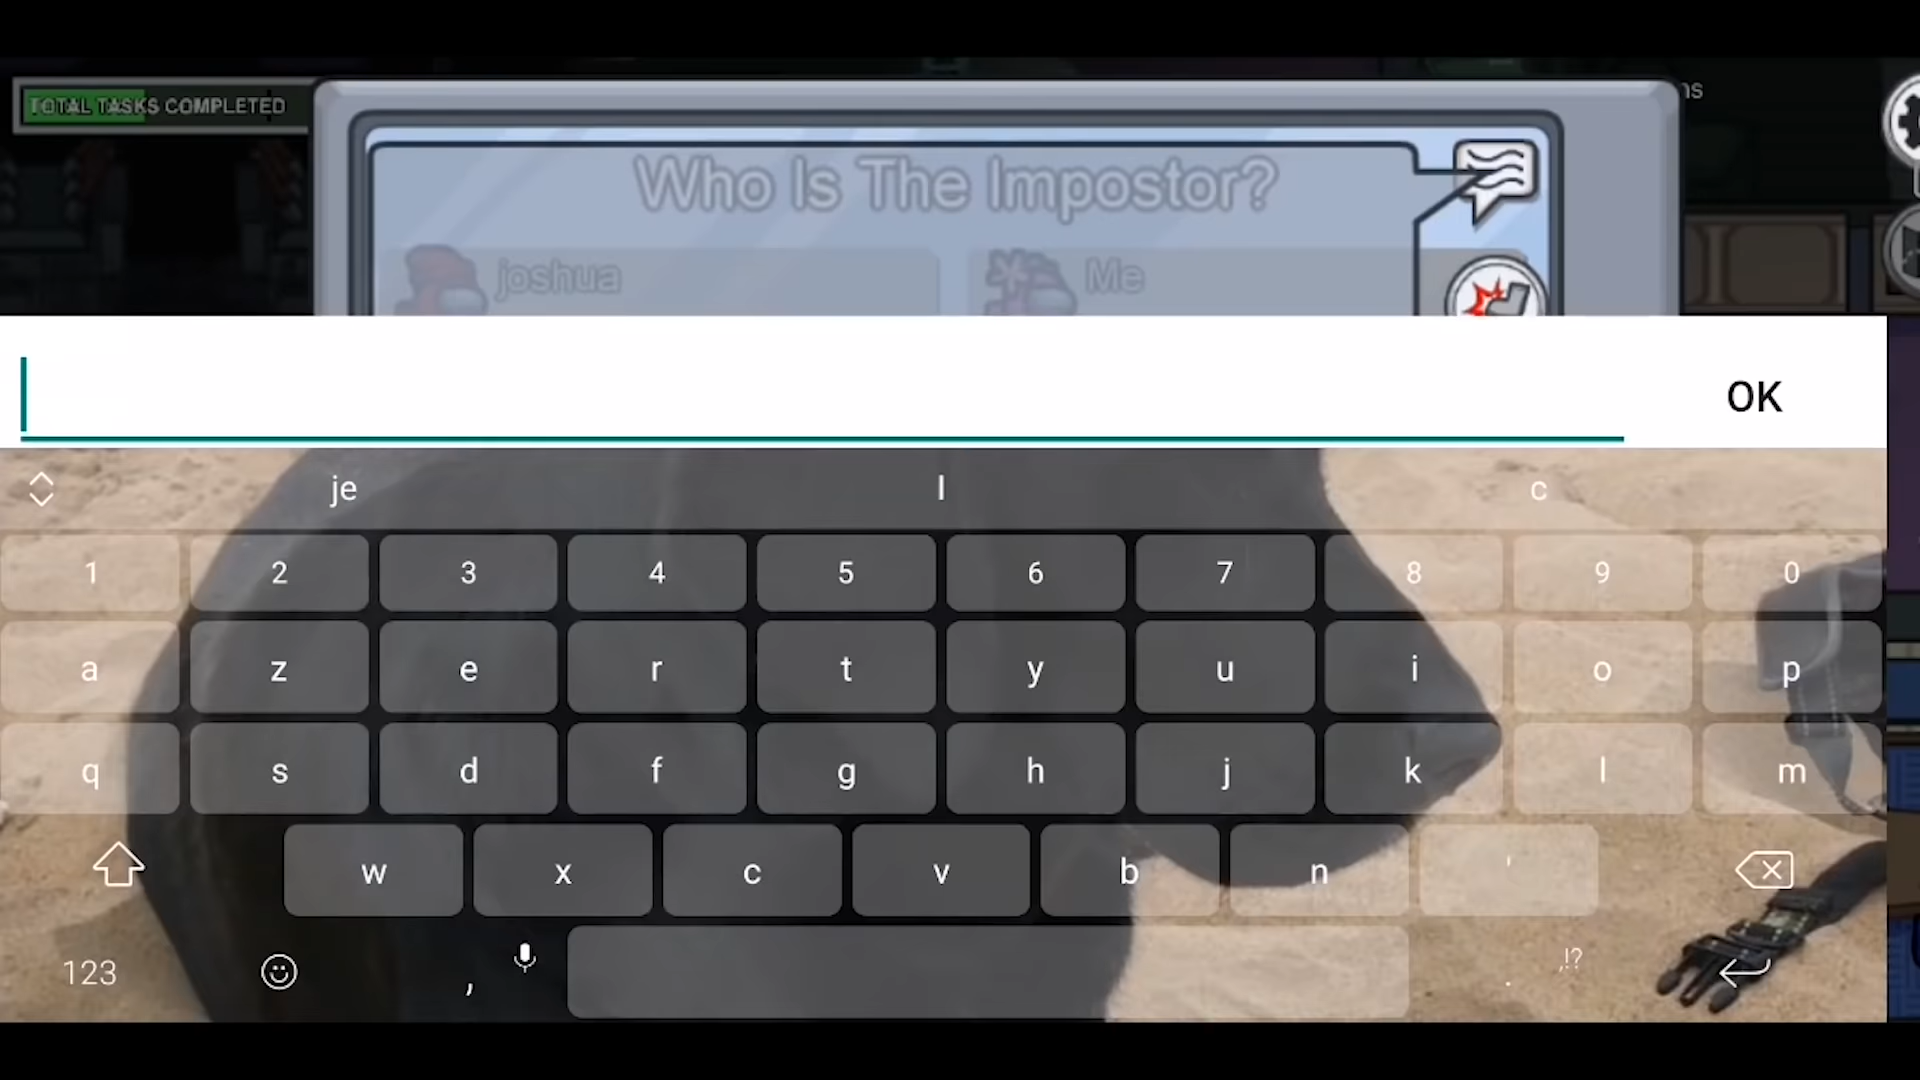 TOTAL TASKS COMPLETED
ns
Who Is The Impostor?
joshua
Me
OK
je
l
c
1 2 3 4 5 6 7 8 9 0
a z e r t y u i o p
q s d f g h j k l m
w x c v b n '
123 , . ,!?